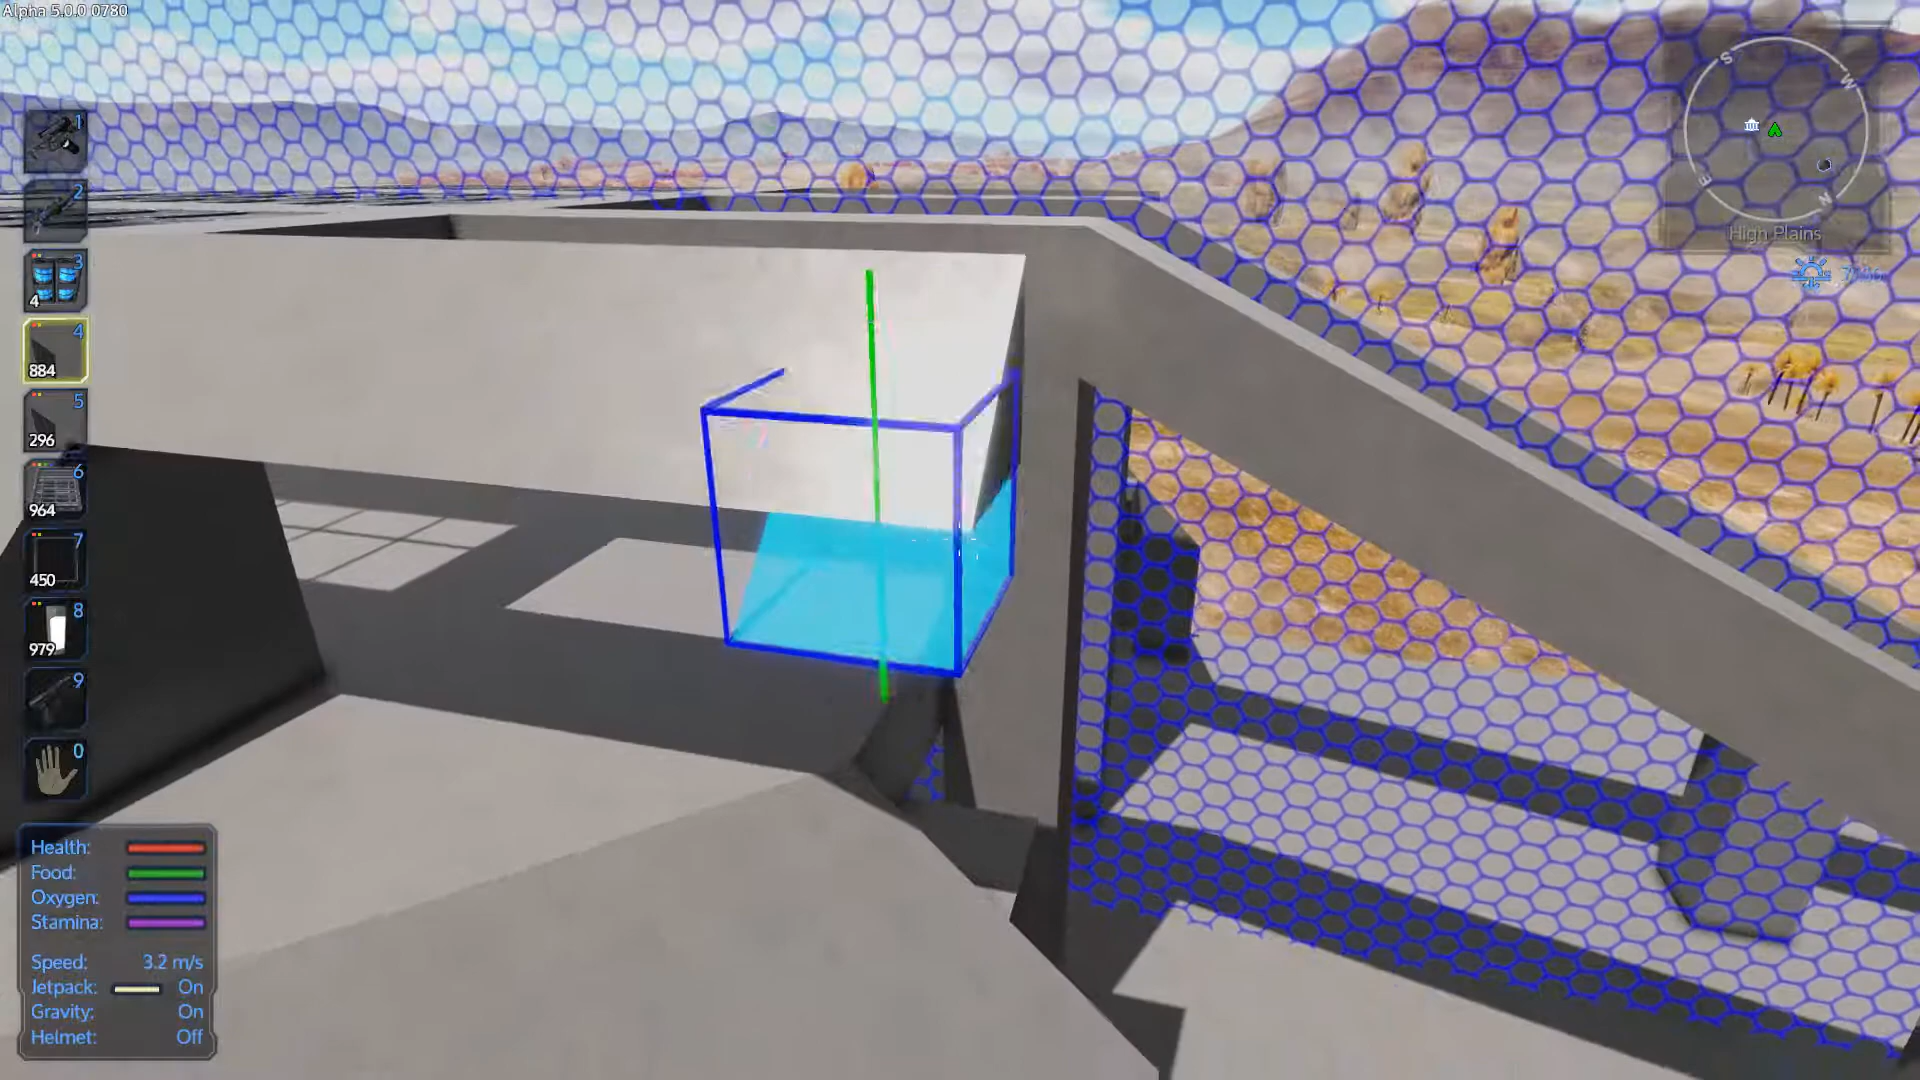 Alpha 5.0.0 0780
S
W
E
N
High Plains
1
2
3
4
4
884
5
296
6
964
7
450
8
979
9
0
Health:
Food:
Oxygen:
Stamina:
Speed: 3.2 m/s
Jetpack: On
Gravity: On
Helmet: Off